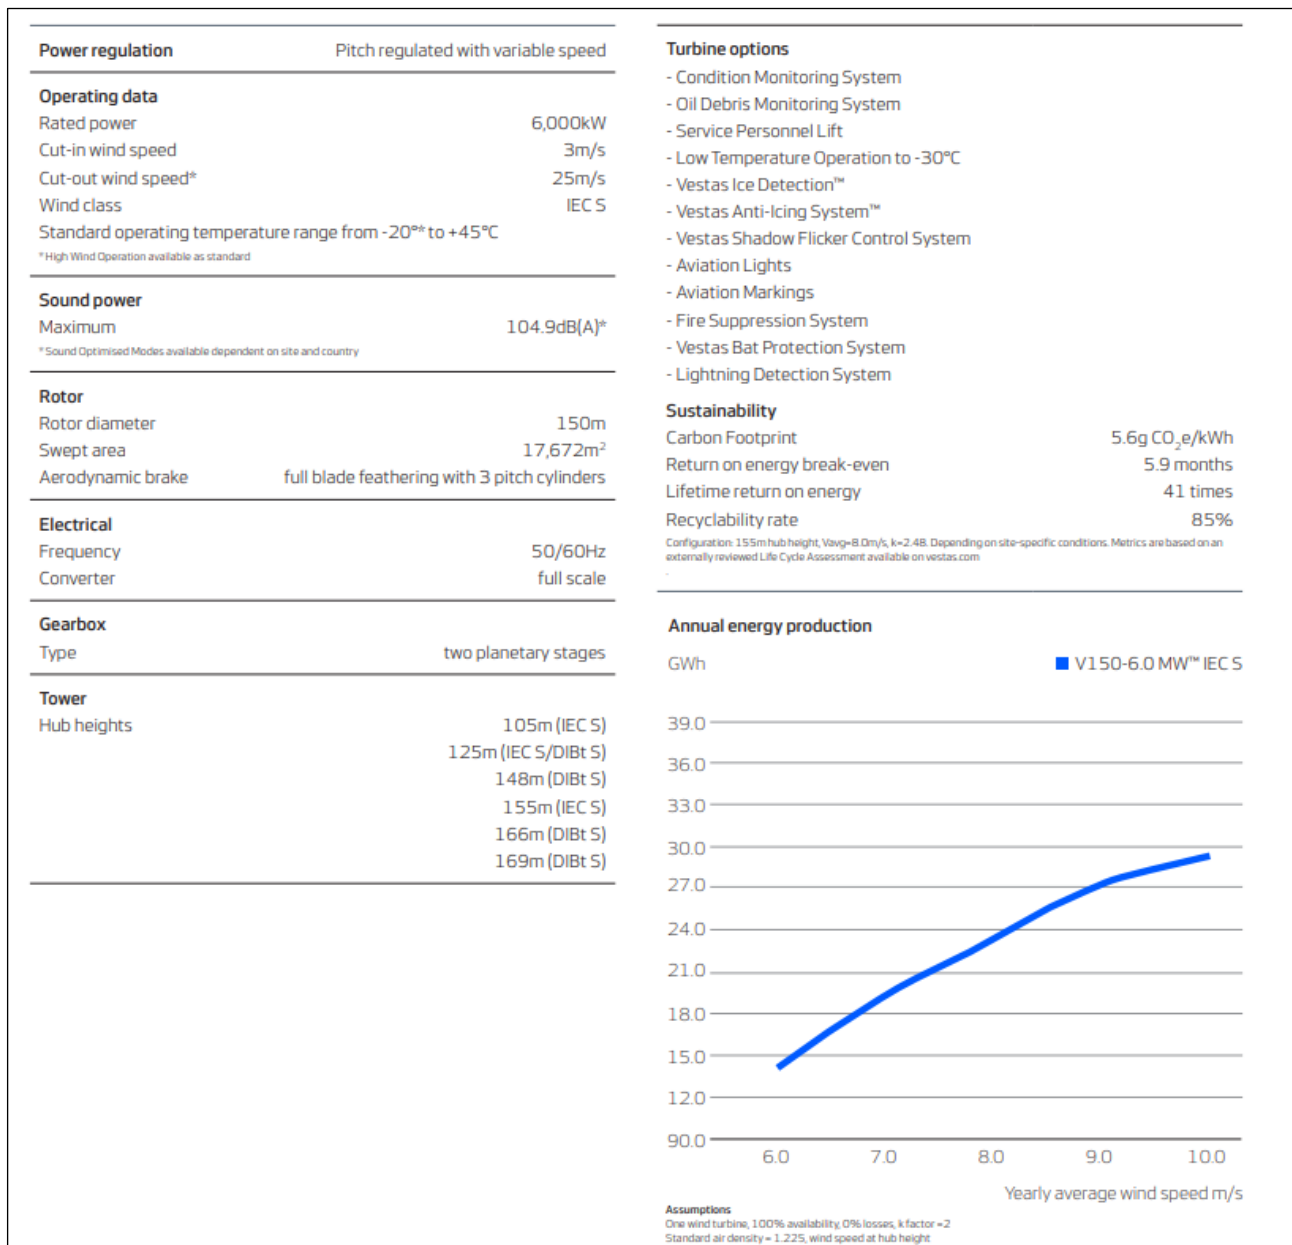 Power regulation Pitch regulated with variable speed
Operating data
Rated power 6,000kW
Cut-in wind speed 3m/s
Cut-out wind speed* 25m/s
Wind class IEC S
Standard operating temperature range from -20°* to +45°C
*High Wind Operation available as standard
Sound power
Maximum 104.9dB(A)*
*Sound Optimised Modes available dependent on site and country
Rotor
Rotor diameter 150m
Swept area 17,672m²
Aerodynamic brake full blade feathering with 3 pitch cylinders
Electrical
Frequency 50/60Hz
Converter full scale
Gearbox
Type two planetary stages
Tower
Hub heights 105m (IEC S)
125m (IEC S/DIBt S)
148m (DIBt S)
155m (IEC S)
166m (DIBt S)
169m (DIBt S)
Turbine options
- Condition Monitoring System
- Oil Debris Monitoring System
- Service Personnel Lift
- Low Temperature Operation to -30°C
- Vestas Ice Detection™
- Vestas Anti-Icing System™
- Vestas Shadow Flicker Control System
- Aviation Lights
- Aviation Markings
- Fire Suppression System
- Vestas Bat Protection System
- Lightning Detection System
Sustainability
Carbon Footprint 5.6g CO₂e/kWh
Return on energy break-even 5.9 months
Lifetime return on energy 41 times
Recyclability rate 85%
Configuration: 155m hub height, Vavg=8.0m/s, k=2.48. Depending on site-specific conditions. Metrics are based on an
externally reviewed Life Cycle Assessment available on vestas.com
.
Annual energy production
GWh V150-6.0 MW™ IEC S
39.0
36.0
33.0
30.0
27.0
24.0
21.0
18.0
15.0
12.0
90.0
6.0 7.0 8.0 9.0 10.0
Yearly average wind speed m/s
Assumptions
One wind turbine, 100% availability, 0% losses, k factor =2
Standard air density = 1.225, wind speed at hub height